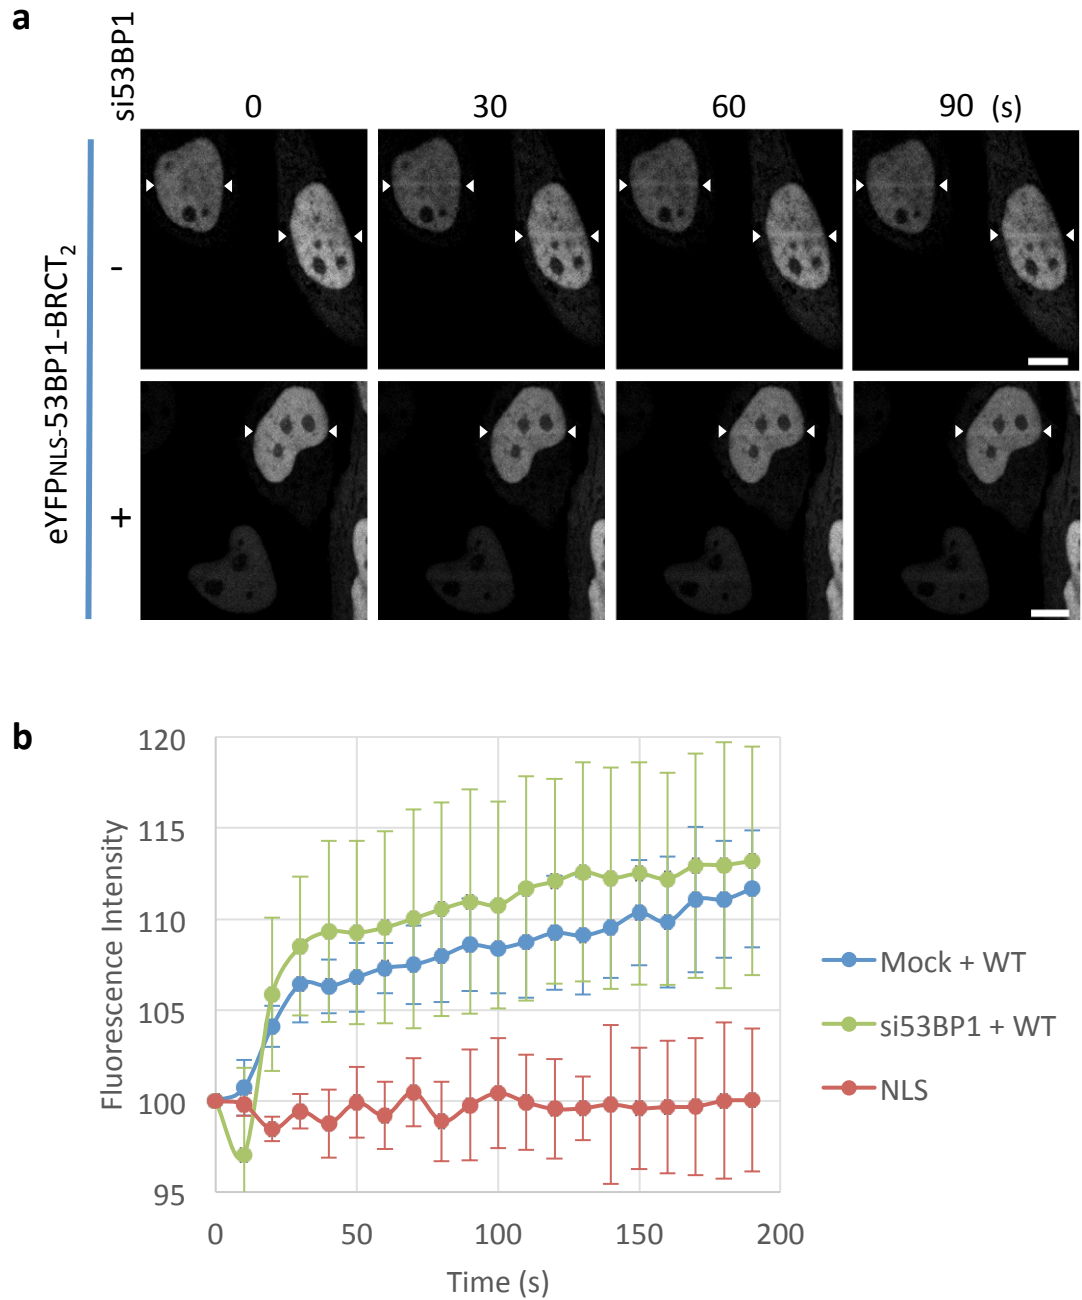 a
si53BP1
0 30 60 90 (s)
eYFPNLS-53BP1-BRCT2
-
+
b
Fluorescence Intensity
120
115
110
105
100
95
0 50 100 150 200
Time (s)
Mock + WT
si53BP1 + WT
NLS